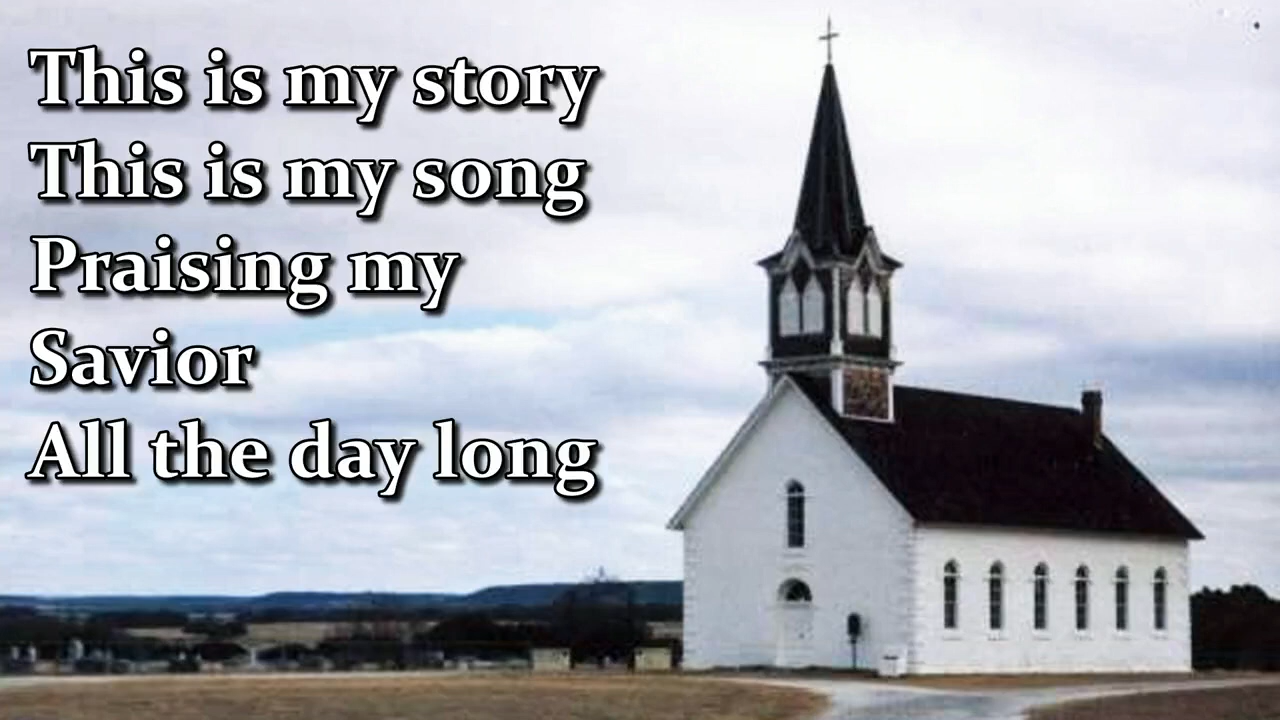 This is my story
This is my song
Praising my
Savior
All the day long